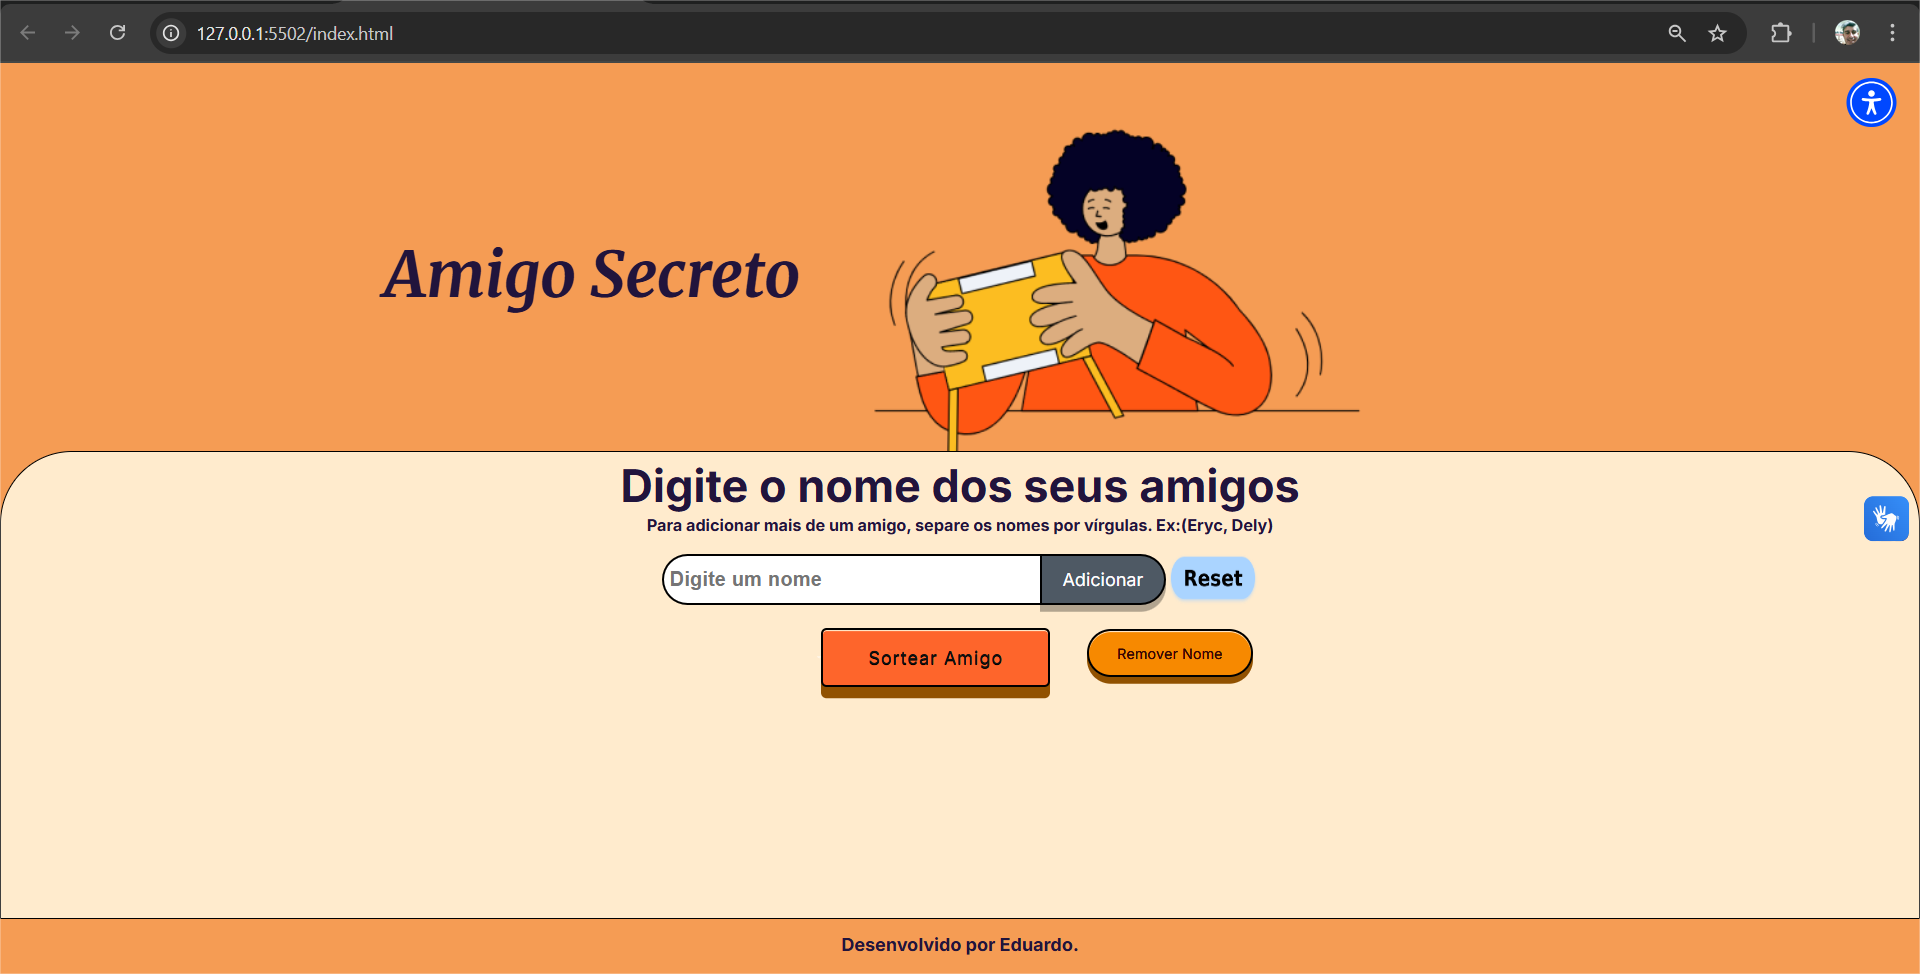 127.0.0.1:5502/index.html
Amigo Secreto
Digite o nome dos seus amigos
Para adicionar mais de um amigo, separe os nomes por vírgulas. Ex:(Eryc, Dely)
Digite um nome
Adicionar
Reset
Sortear Amigo
Remover Nome
Desenvolvido por Eduardo.